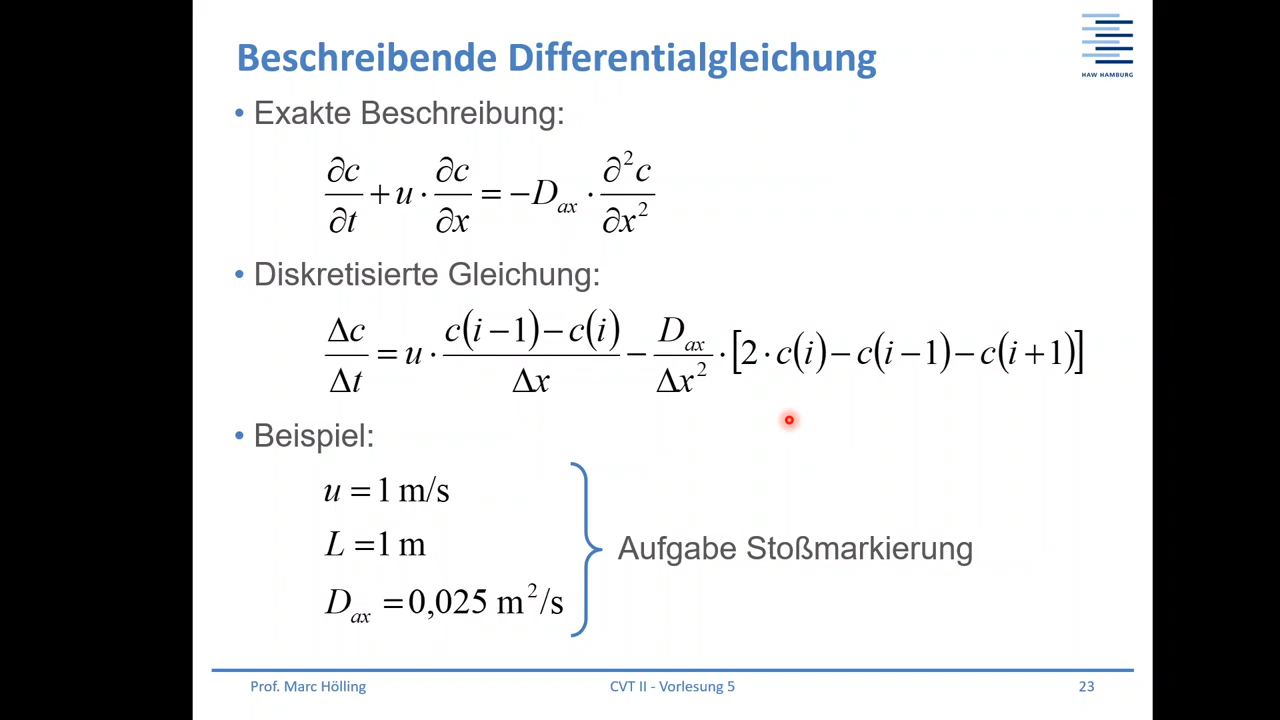 Beschreibende Differentialgleichung
HAW HAMBURG
• Exakte Beschreibung:
∂c/∂t + u · ∂c/∂x = −D_ax · ∂²c/∂x²
• Diskretisierte Gleichung:
Δc/Δt = u · (c(i−1)−c(i))/Δx − D_ax/Δx² · [2·c(i)−c(i−1)−c(i+1)]
• Beispiel:
u = 1 m/s
L = 1 m
Aufgabe Stoßmarkierung
D_ax = 0,025 m²/s
Prof. Marc Hölling
CVT II - Vorlesung 5
23